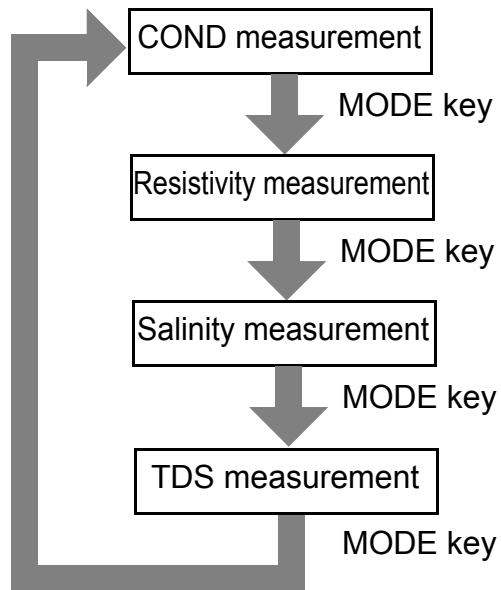 COND measurement
MODE key
Resistivity measurement
MODE key
Salinity measurement
MODE key
TDS measurement
MODE key